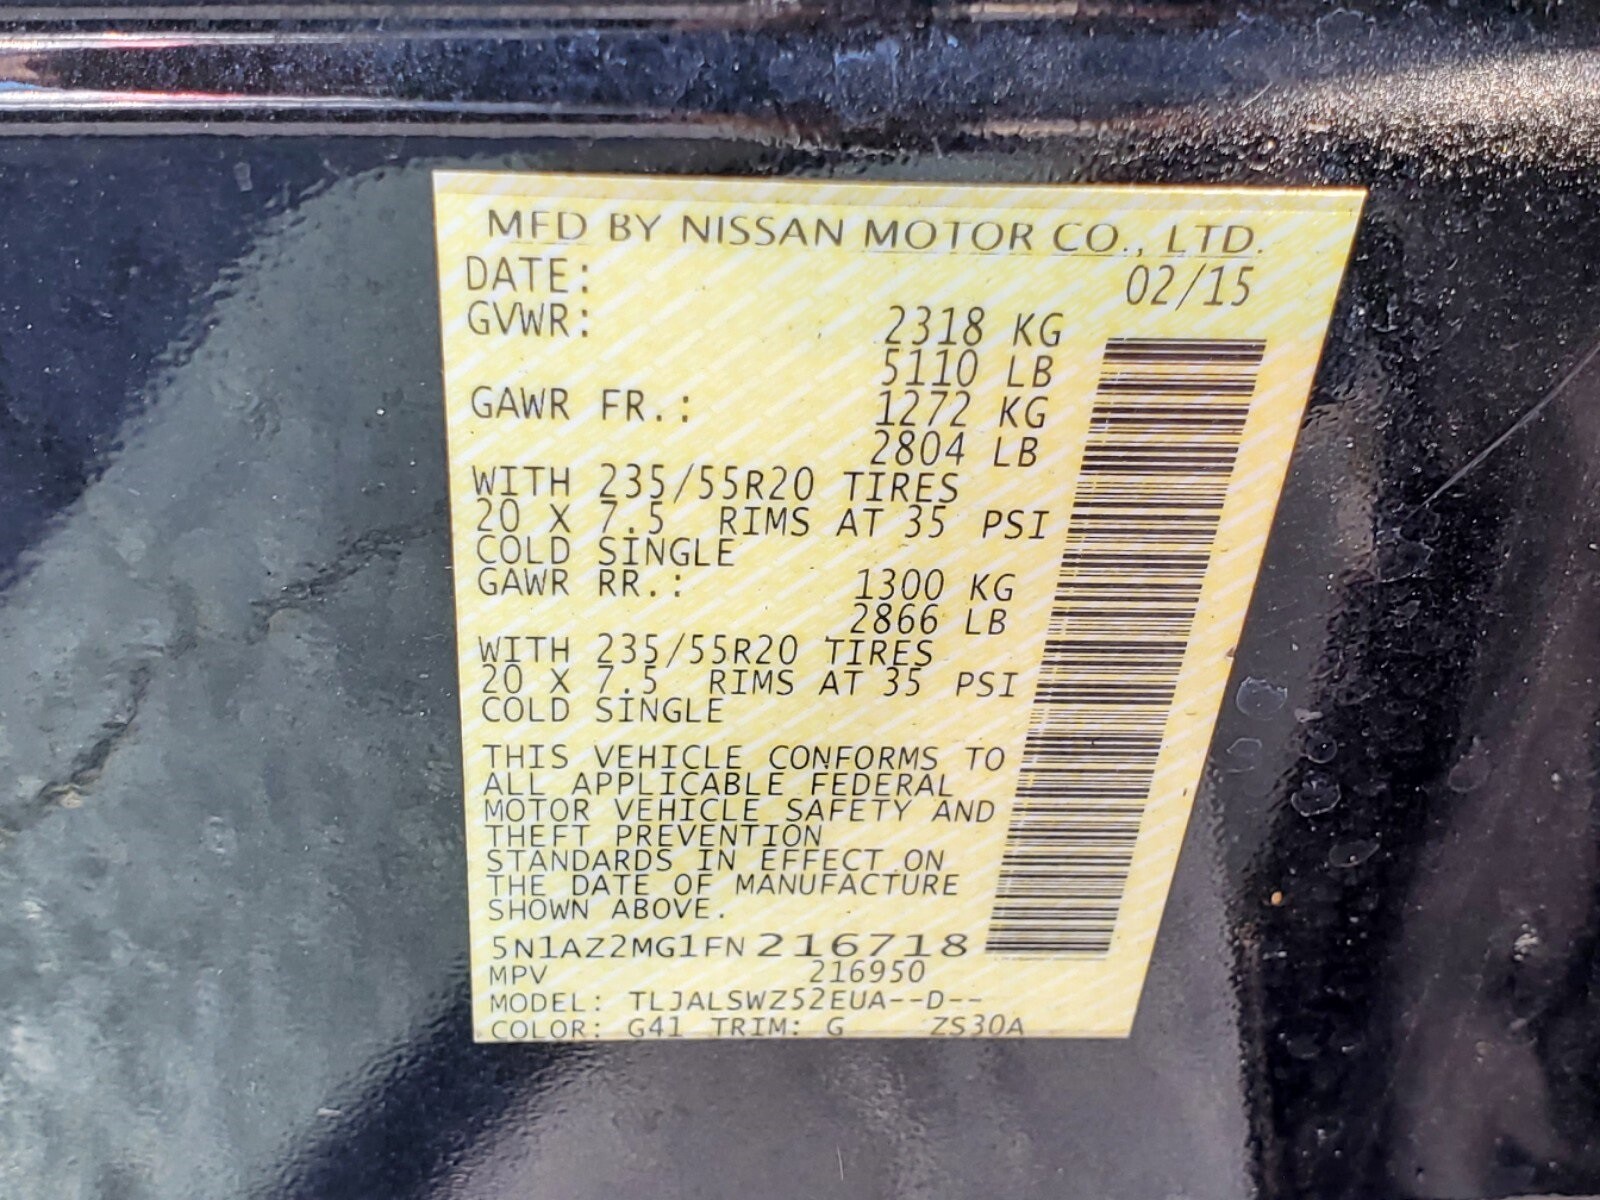 MFD BY NISSAN MOTOR CO., LTD.
DATE: 02/15
GVWR: 2318 KG
5110 LB
GAWR FR.: 1272 KG
2804 LB
WITH 235/55R20 TIRES
20 X 7.5 RIMS AT 35 PSI
COLD SINGLE
GAWR RR.: 1300 KG
2866 LB
WITH 235/55R20 TIRES
20 X 7.5 RIMS AT 35 PSI
COLD SINGLE
THIS VEHICLE CONFORMS TO
ALL APPLICABLE FEDERAL
MOTOR VEHICLE SAFETY AND
THEFT PREVENTION
STANDARDS IN EFFECT ON
THE DATE OF MANUFACTURE
SHOWN ABOVE.
5N1AZ2MG1FN216718
MPV 216950
MODEL: TLJALSWZ52EUA--D--
COLOR: G41 TRIM: G ZS30A